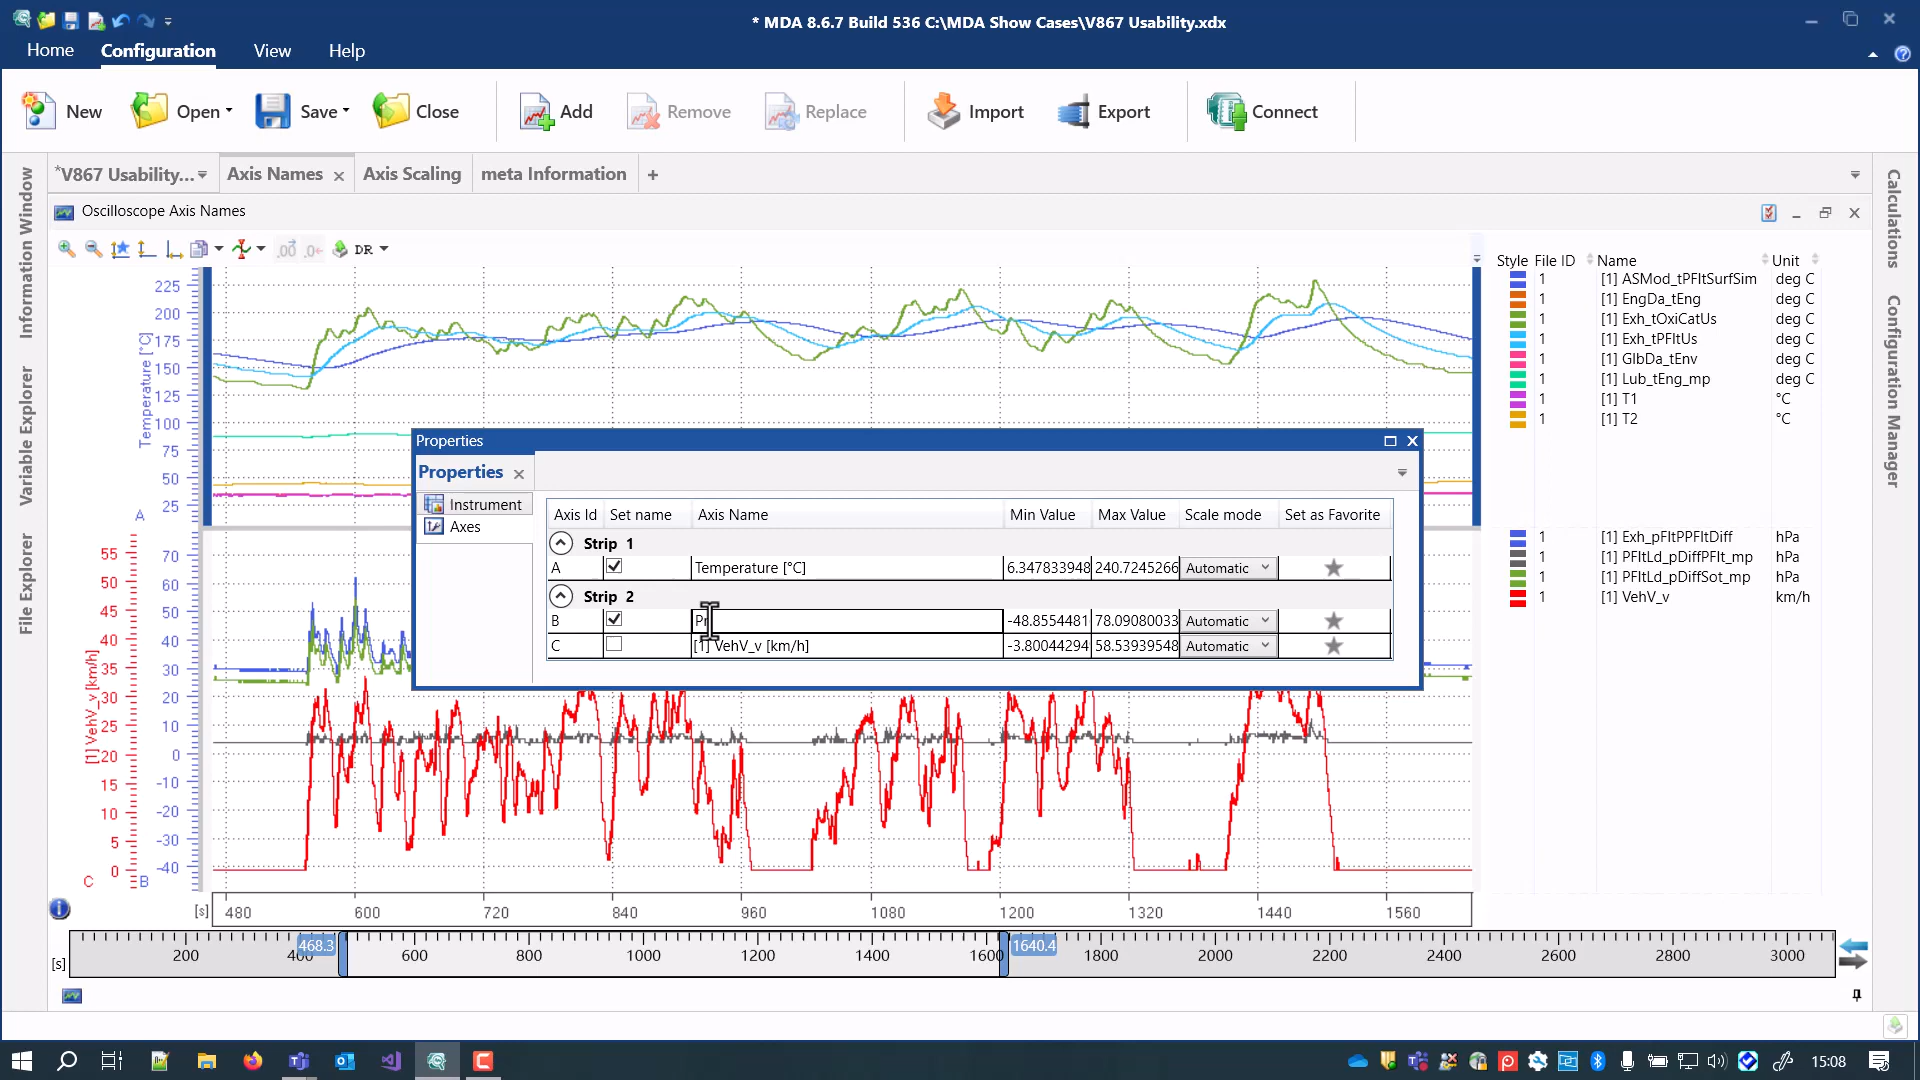 * MDA 8.6.7 Build 536 C:\MDA Show Cases\V867 Usability.xdx
Home Configuration View Help
New Open Save Close Add Remove Replace Import Export Connect
*V867 Usability... Axis Names Axis Scaling meta Information +
Oscilloscope Axis Names
DR
Information Window
Variable Explorer
File Explorer
Calculations
Configuration Manager
Style File ID Name Unit
1 [1] ASMod_tPFltSurfSim deg C
1 [1] EngDa_tEng deg C
1 [1] Exh_tOxiCatUs deg C
1 [1] Exh_tPFltUs deg C
1 [1] GlbDa_tEnv deg C
1 [1] Lub_tEng_mp deg C
1 [1] T1 °C
1 [1] T2 °C
1 [1] Exh_pFltPPFltDiff hPa
1 [1] PFltLd_pDiffPFlt_mp hPa
1 [1] PFltLd_pDiffSot_mp hPa
1 [1] VehV_v km/h
Temperature [°C]
225
200
175
150
125
100
75
50
25
A
[1] VehV_v [km/h]
55
50
45
40
35
30
25
20
15
10
5
0
C
70
60
50
40
30
20
10
0
-10
-20
-30
-40
B
Properties
Properties
Instrument
Axes
Axis Id Set name Axis Name Min Value Max Value Scale mode Set as Favorite
Strip 1
A Temperature [°C] 6.347833948 240.7245266 Automatic
Strip 2
B Pr -48.8554481 78.09080033 Automatic
C [1] VehV_v [km/h] -3.80044294 58.53939548 Automatic
[s] 480 600 720 840 960 1080 1200 1320 1440 1560
468.3 1640.4
[s] 200 400 600 800 1000 1200 1400 1600 1800 2000 2200 2400 2600 2800 3000
15:08